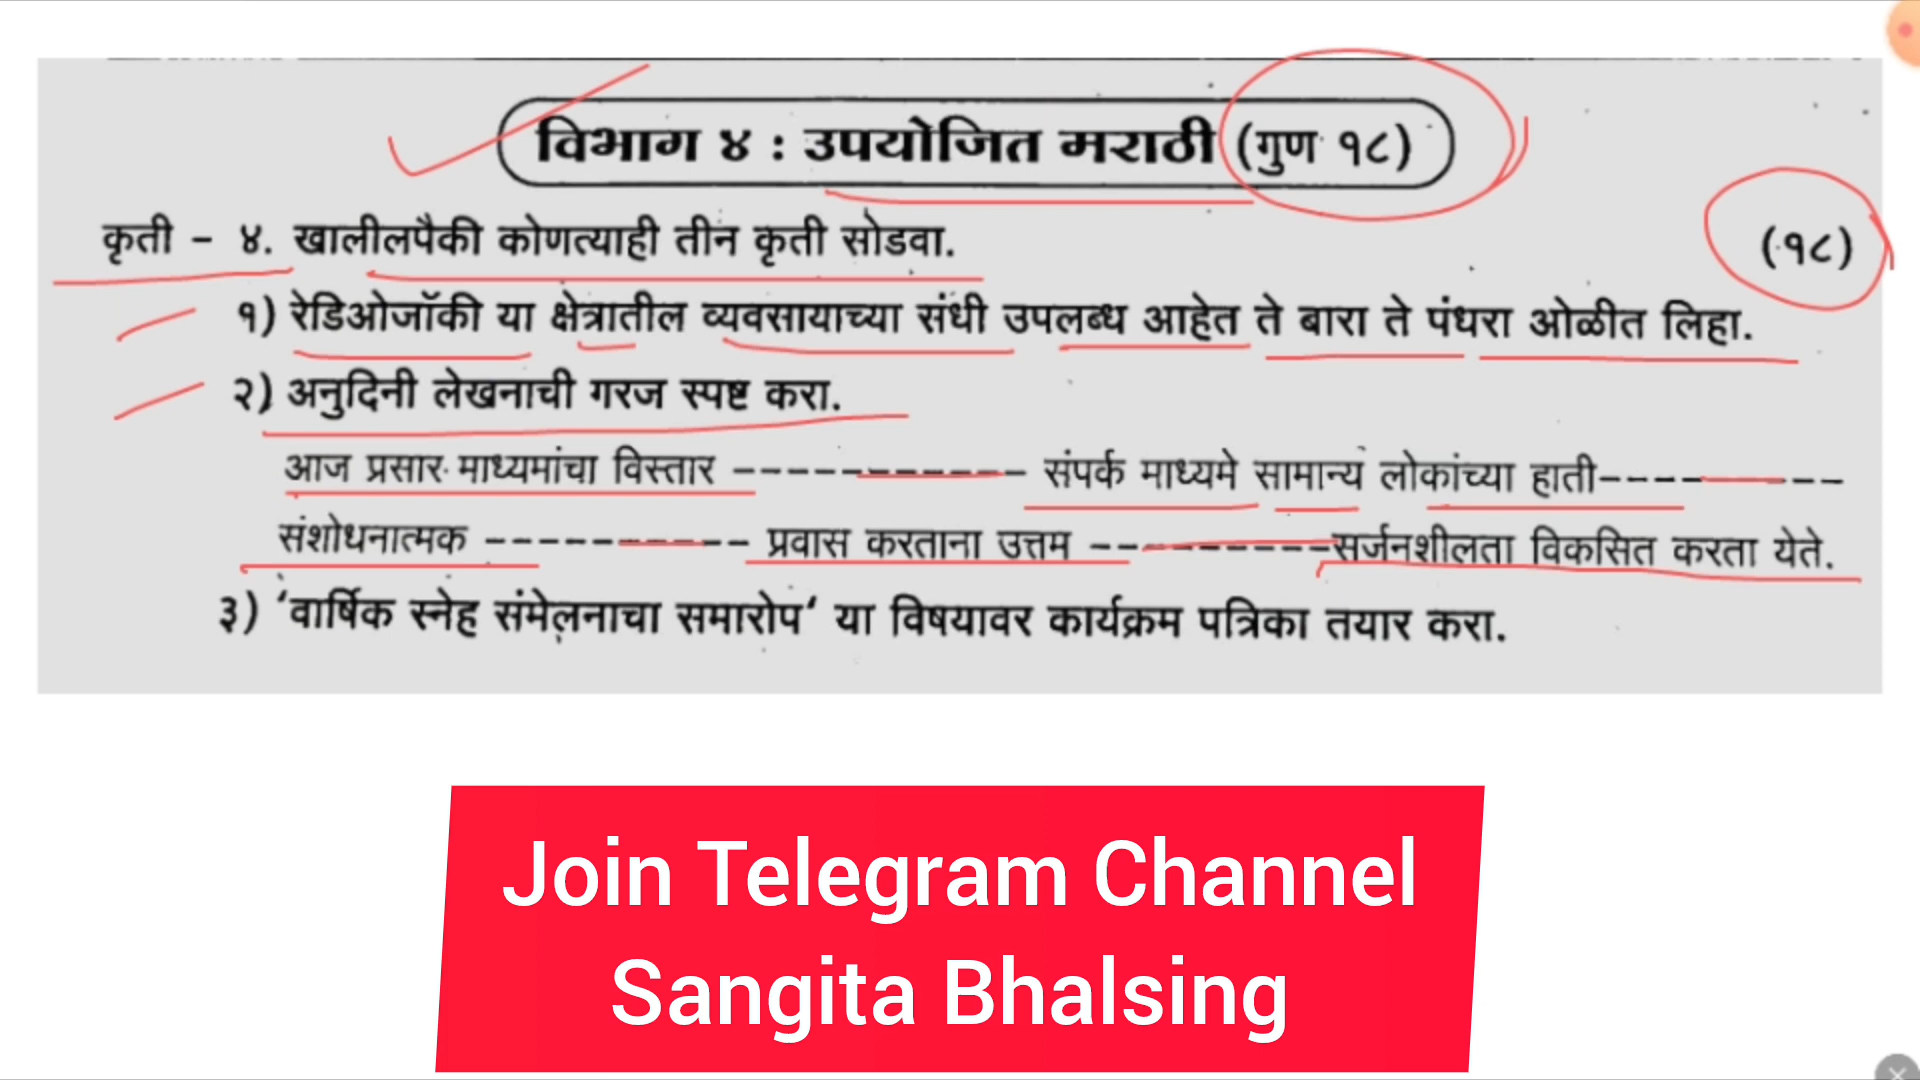 विभाग ४ : उपयोजित मराठी (गुण १८)
कृती - ४. खालीलपैकी कोणत्याही तीन कृती सोडवा. (१८)
१) रेडिओजॉकी या क्षेत्रातील व्यवसायाच्या संधी उपलब्ध आहेत ते बारा ते पंधरा ओळीत लिहा.
२) अनुदिनी लेखनाची गरज स्पष्ट करा.
आज प्रसार माध्यमांचा विस्तार ----------- संपर्क माध्यमे सामान्य लोकांच्या हाती----------
संशोधनात्मक ----------- प्रवास करताना उत्तम ----------सर्जनशीलता विकसित करता येते.
३) ‘वार्षिक स्नेह संमेलनाचा समारोप‘ या विषयावर कार्यक्रम पत्रिका तयार करा.
Join Telegram Channel
Sangita Bhalsing